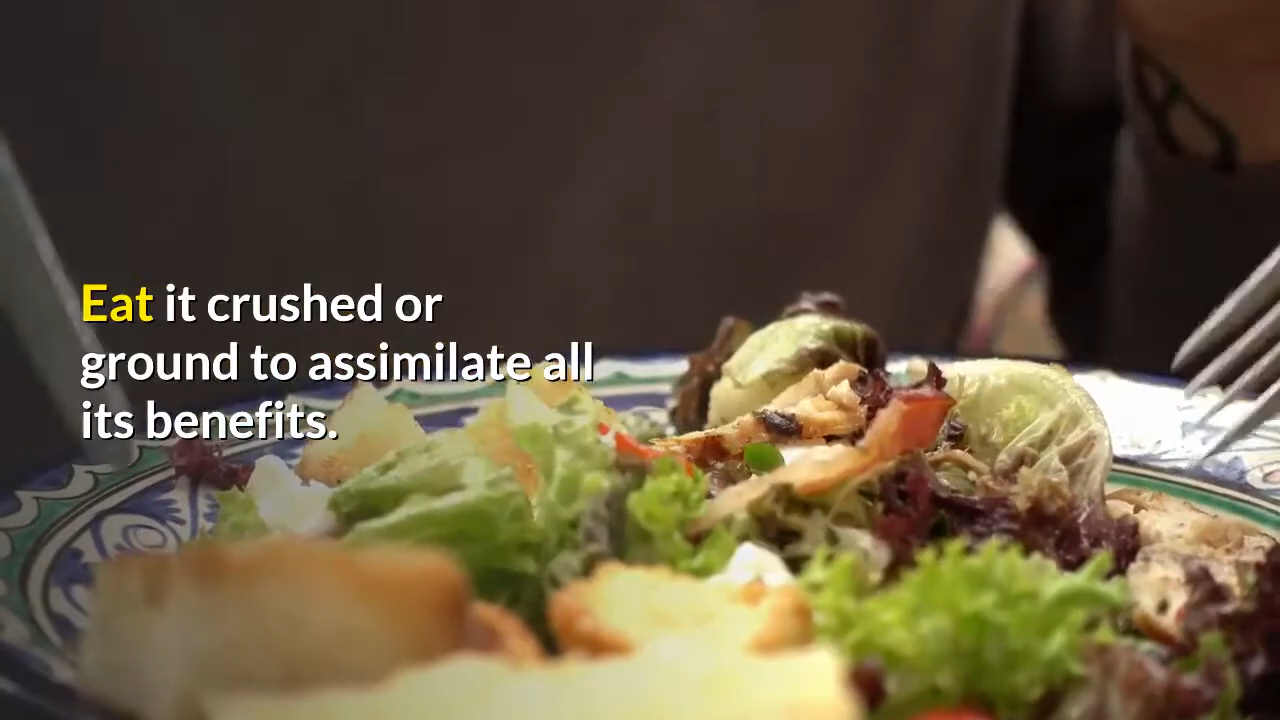 Eat it crushed or
ground to assimilate all
its benefits.